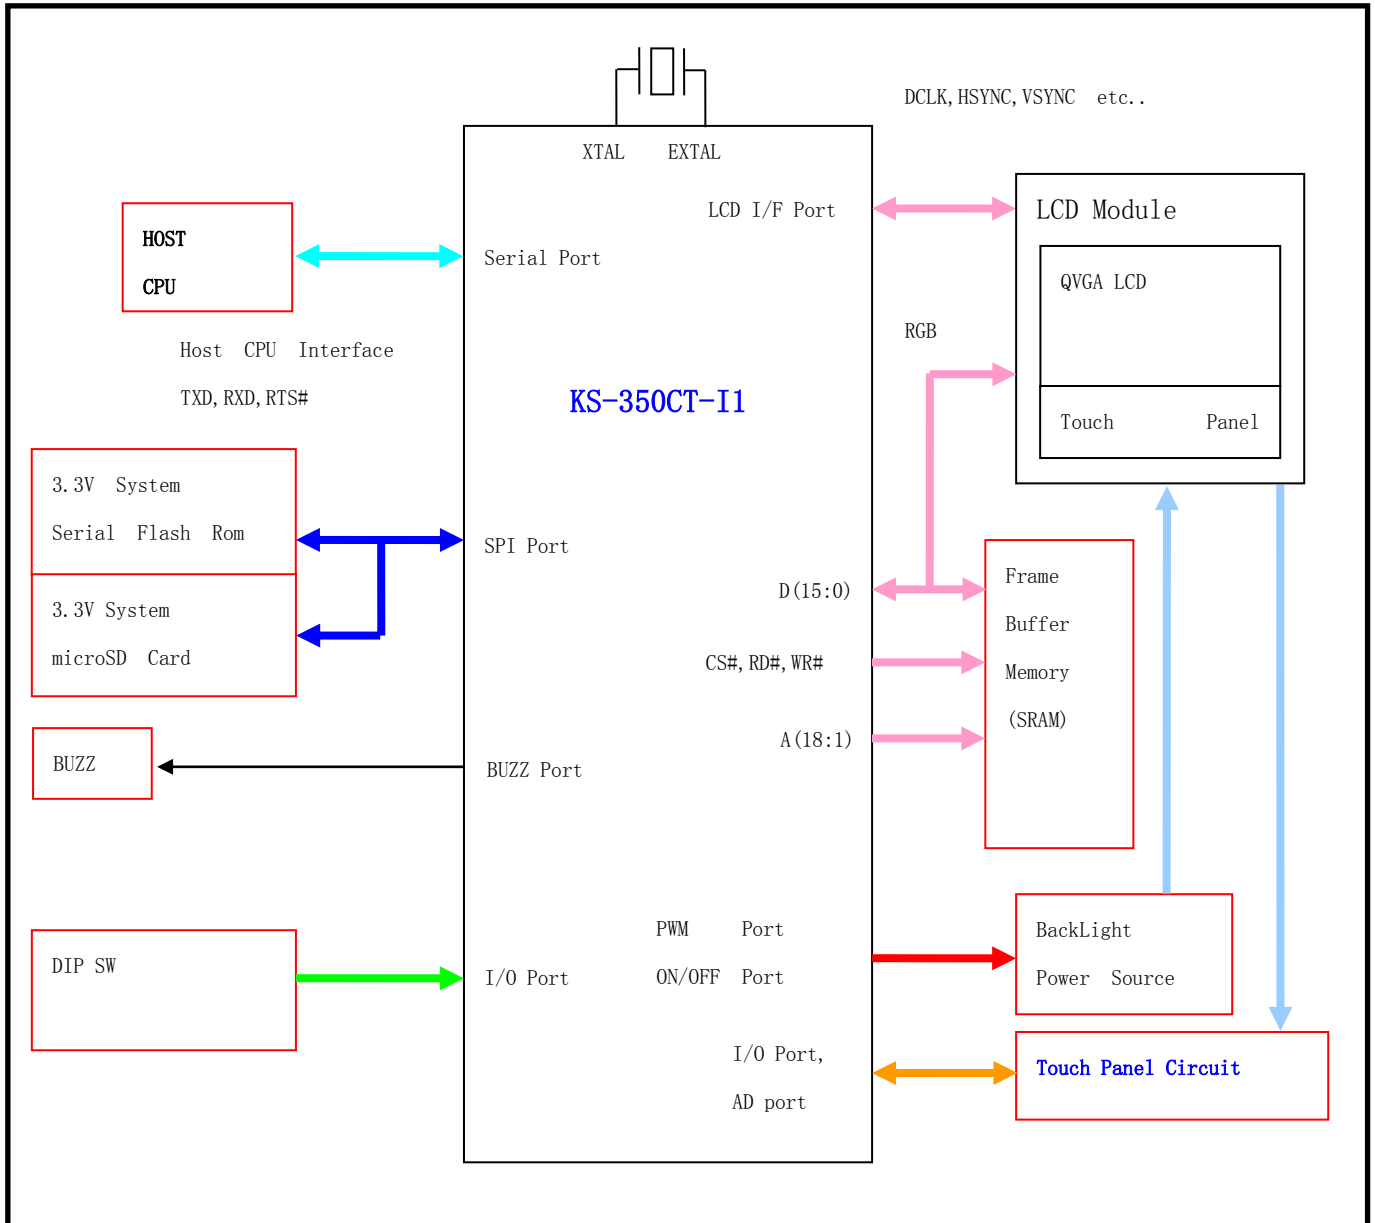 DCLK,HSYNC,VSYNC etc..
XTAL EXTAL
LCD I/F Port
LCD Module
HOST
CPU
Serial Port
QVGA LCD
Host CPU Interface
TXD,RXD,RTS#
RGB
KS-350CT-I1
Touch Panel
3.3V System
Serial Flash Rom
SPI Port
3.3V System
microSD Card
D(15:0)
CS#,RD#,WR#
A(18:1)
Frame
Buffer
Memory
(SRAM)
BUZZ
BUZZ Port
DIP SW
I/O Port
PWM Port
ON/OFF Port
BackLight
Power Source
I/O Port,
AD port
Touch Panel Circuit